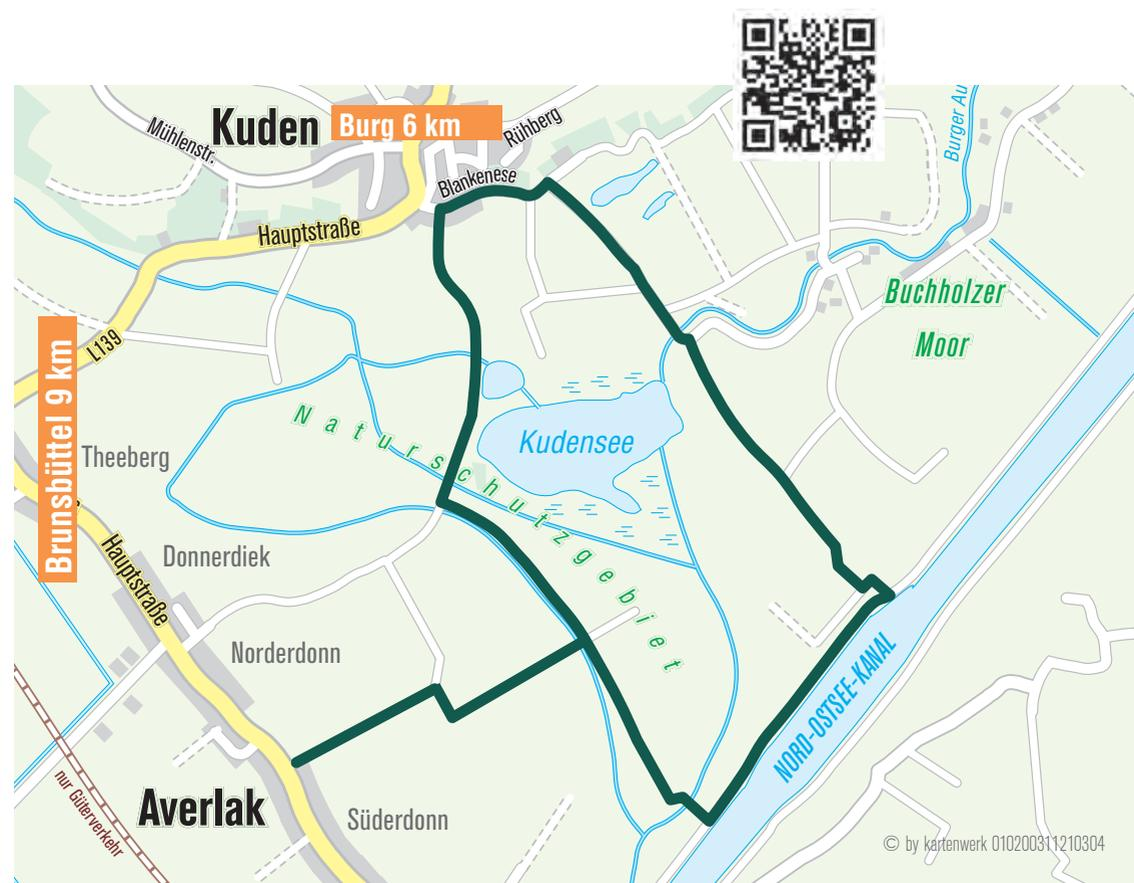 Kuden
Burg 6 km
Rühberg
Burger Au
Mühlenstr.
Blankenese
Hauptstraße
Buchholzer
Moor
L139
Brunsbüttel 9 km
Naturschutzgebiet
Kudensee
Theeberg
Hauptstraße
Donnerdiek
Norderdonn
NORD-OSTSEE-KANAL
nur Güterverkehr
Averlak
Süderdonn
© by kartenwerk 010200311210304